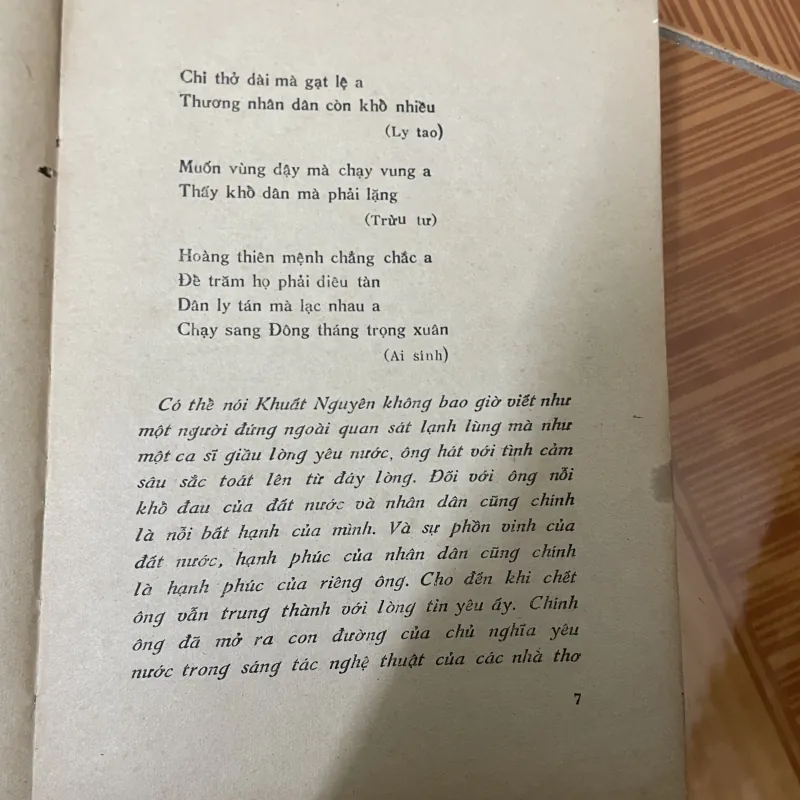 Chỉ thở dài mà gạt lệ a
Thương nhân dân còn khổ nhiều
(Ly tao)
Muốn vùng dậy mà chạy vung a
Thấy khổ dân mà phải lặng
(Trừu tư)
Hoàng thiên mệnh chẳng chắc a
Để trăm họ phải điêu tàn
Dân ly tán mà lạc nhau a
Chạy sang Đông tháng trọng xuân
(Ai sinh)
Có thể nói Khuất Nguyên không bao giờ viết như
một người đứng ngoài quan sát lạnh lùng mà như
một ca sĩ giầu lòng yêu nước, ông hát với tình cảm
sâu sắc toát lên từ đáy lòng. Đối với ông nỗi
khổ đau của đất nước và nhân dân cũng chính
là nỗi bất hạnh của mình. Và sự phồn vinh của
đất nước, hạnh phúc của nhân dân cũng chính
là hạnh phúc của riêng ông. Cho đến khi chết
ông vẫn trung thành với lòng tin yêu ấy. Chính
ông đã mở ra con đường của chủ nghĩa yêu
nước trong sáng tác nghệ thuật của các nhà thơ
7